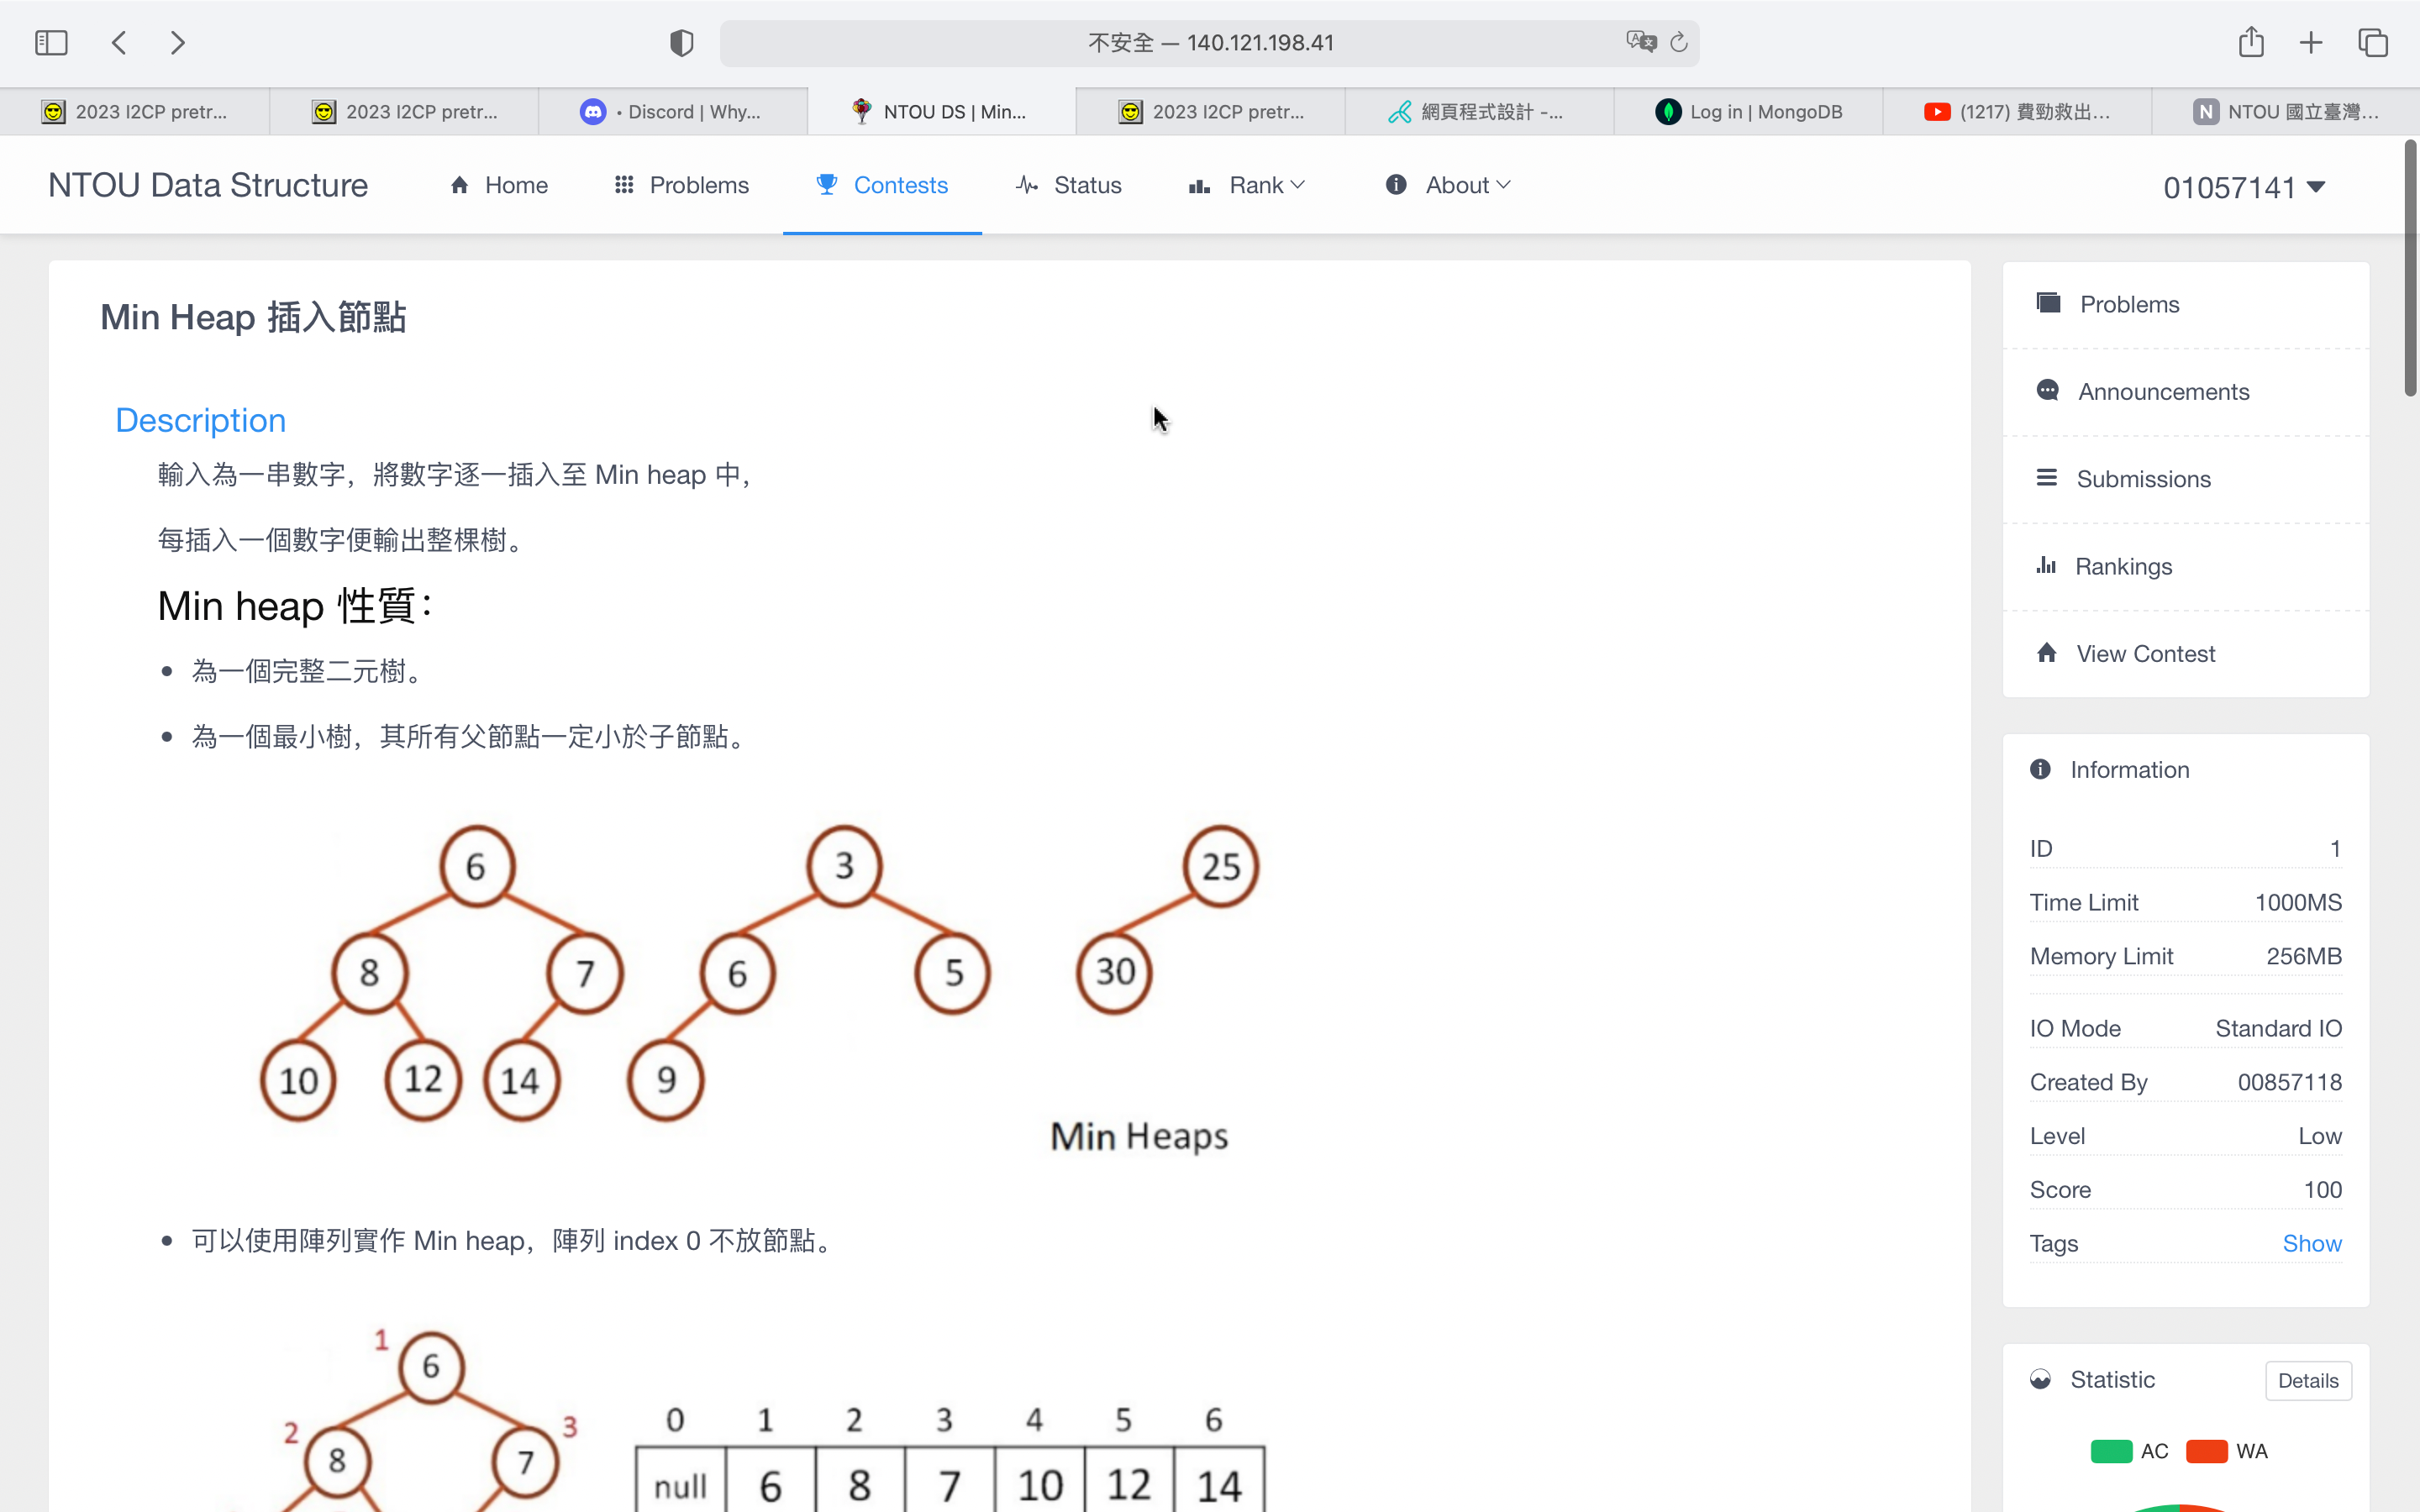 不安全 — 140.121.198.41
2023 I2CP pretr...
2023 I2CP pretr...
• Discord | Why...
NTOU DS | Min...
2023 I2CP pretr...
網頁程式設計 -...
Log in | MongoDB
(1217) 費勁救出...
N NTOU 國立臺灣...
NTOU Data Structure
Home
Problems
Contests
Status
Rank
About
01057141
Min Heap 插入節點
Description
輸入為一串數字，將數字逐一插入至 Min heap 中，
每插入一個數字便輸出整棵樹。
Min heap 性質：
• 為一個完整二元樹。
• 為一個最小樹，其所有父節點一定小於子節點。
6 3 25
8 7 6 5 30
10 12 14 9
Min Heaps
• 可以使用陣列實作 Min heap，陣列 index 0 不放節點。
1 6
2 8 7 3
0 1 2 3 4 5 6
null 6 8 7 10 12 14
Problems
Announcements
Submissions
Rankings
View Contest
Information
ID 1
Time Limit 1000MS
Memory Limit 256MB
IO Mode Standard IO
Created By 00857118
Level Low
Score 100
Tags Show
Statistic Details
AC WA